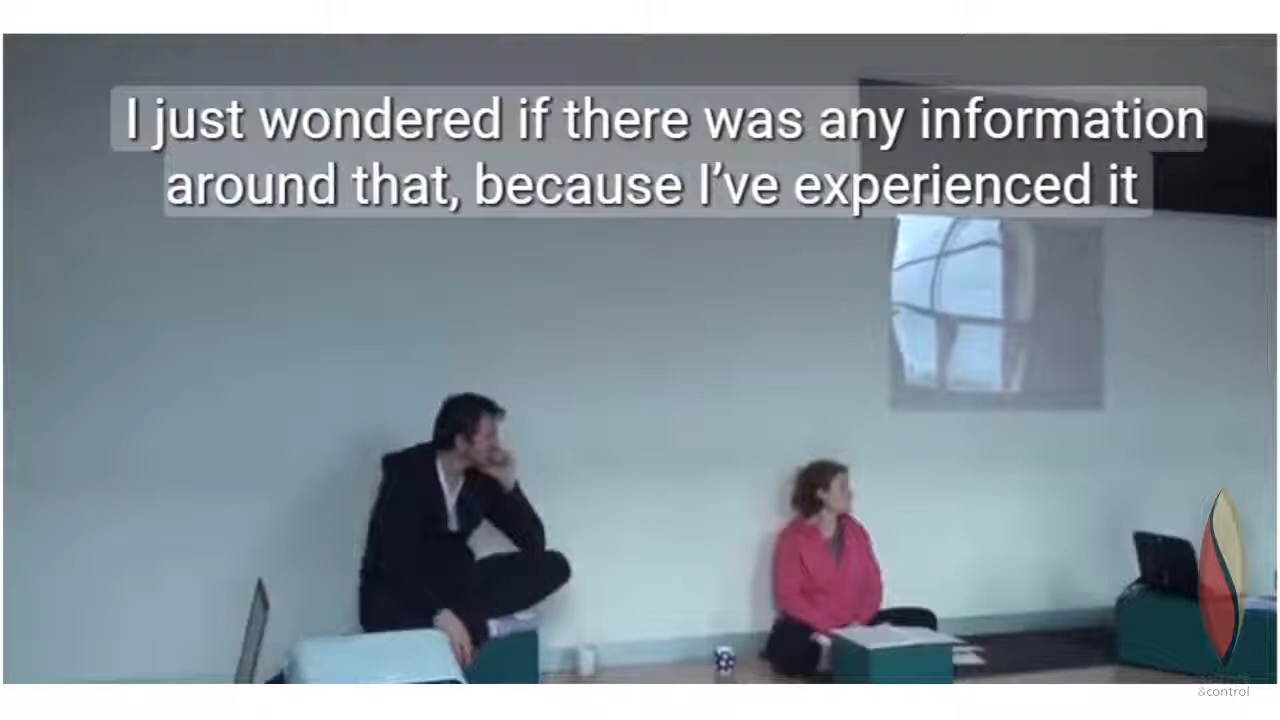 I just wondered if there was any information
around that, because I’ve experienced it
&control